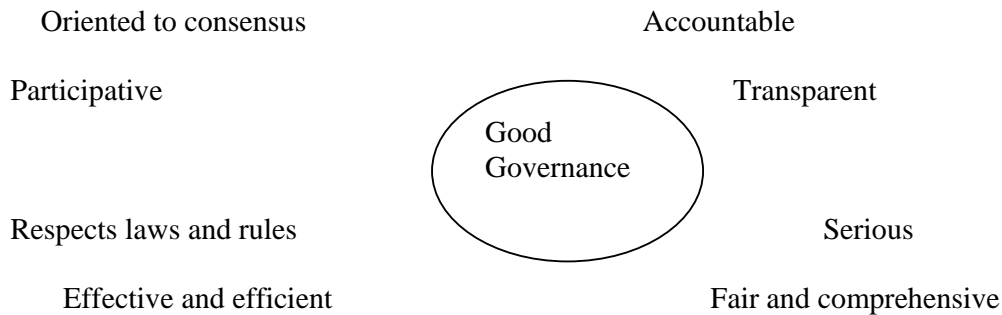 Oriented to consensus Accountable
Participative Transparent
Good
Governance
Respects laws and rules Serious
Effective and efficient Fair and comprehensive